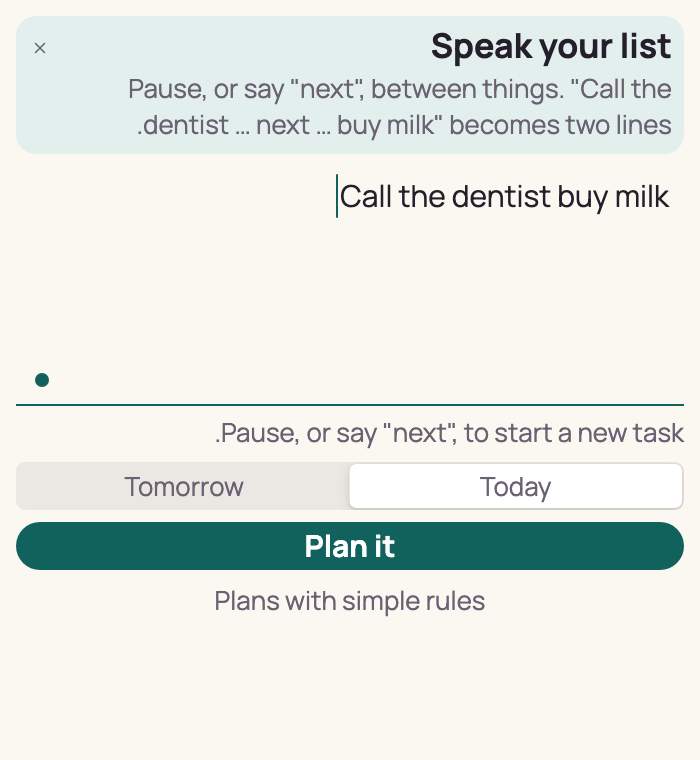 Speak your list
×
Pause, or say "next", between things. "Call the
dentist ... next ... buy milk" becomes two lines.
Call the dentist buy milk
Pause, or say "next", to start a new task.
Today
Tomorrow
Plan it
Plans with simple rules